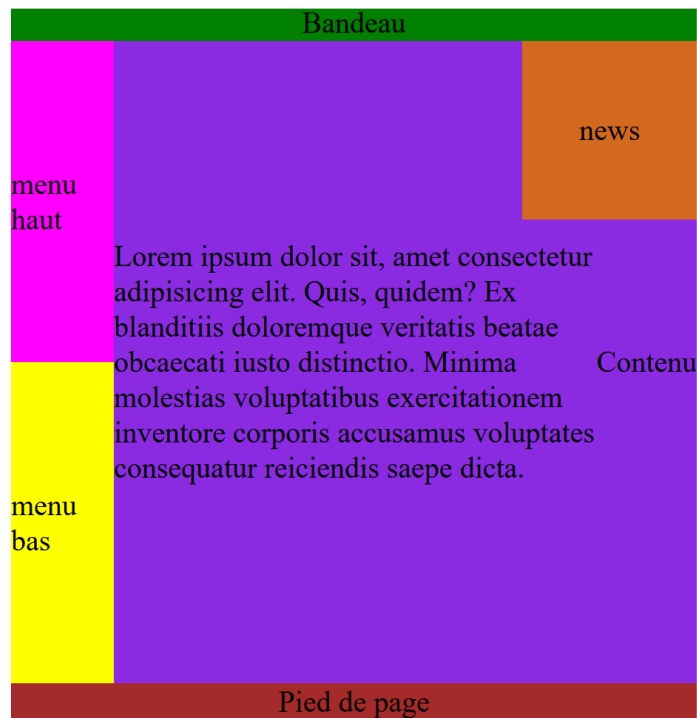 Bandeau
news
menu
haut
Lorem ipsum dolor sit, amet consectetur
adipisicing elit. Quis, quidem? Ex
blanditiis doloremque veritatis beatae
obcaecati iusto distinctio. Minima
molestias voluptatibus exercitationem
inventore corporis accusamus voluptates
consequatur reiciendis saepe dicta.
Contenu
menu
bas
Pied de page